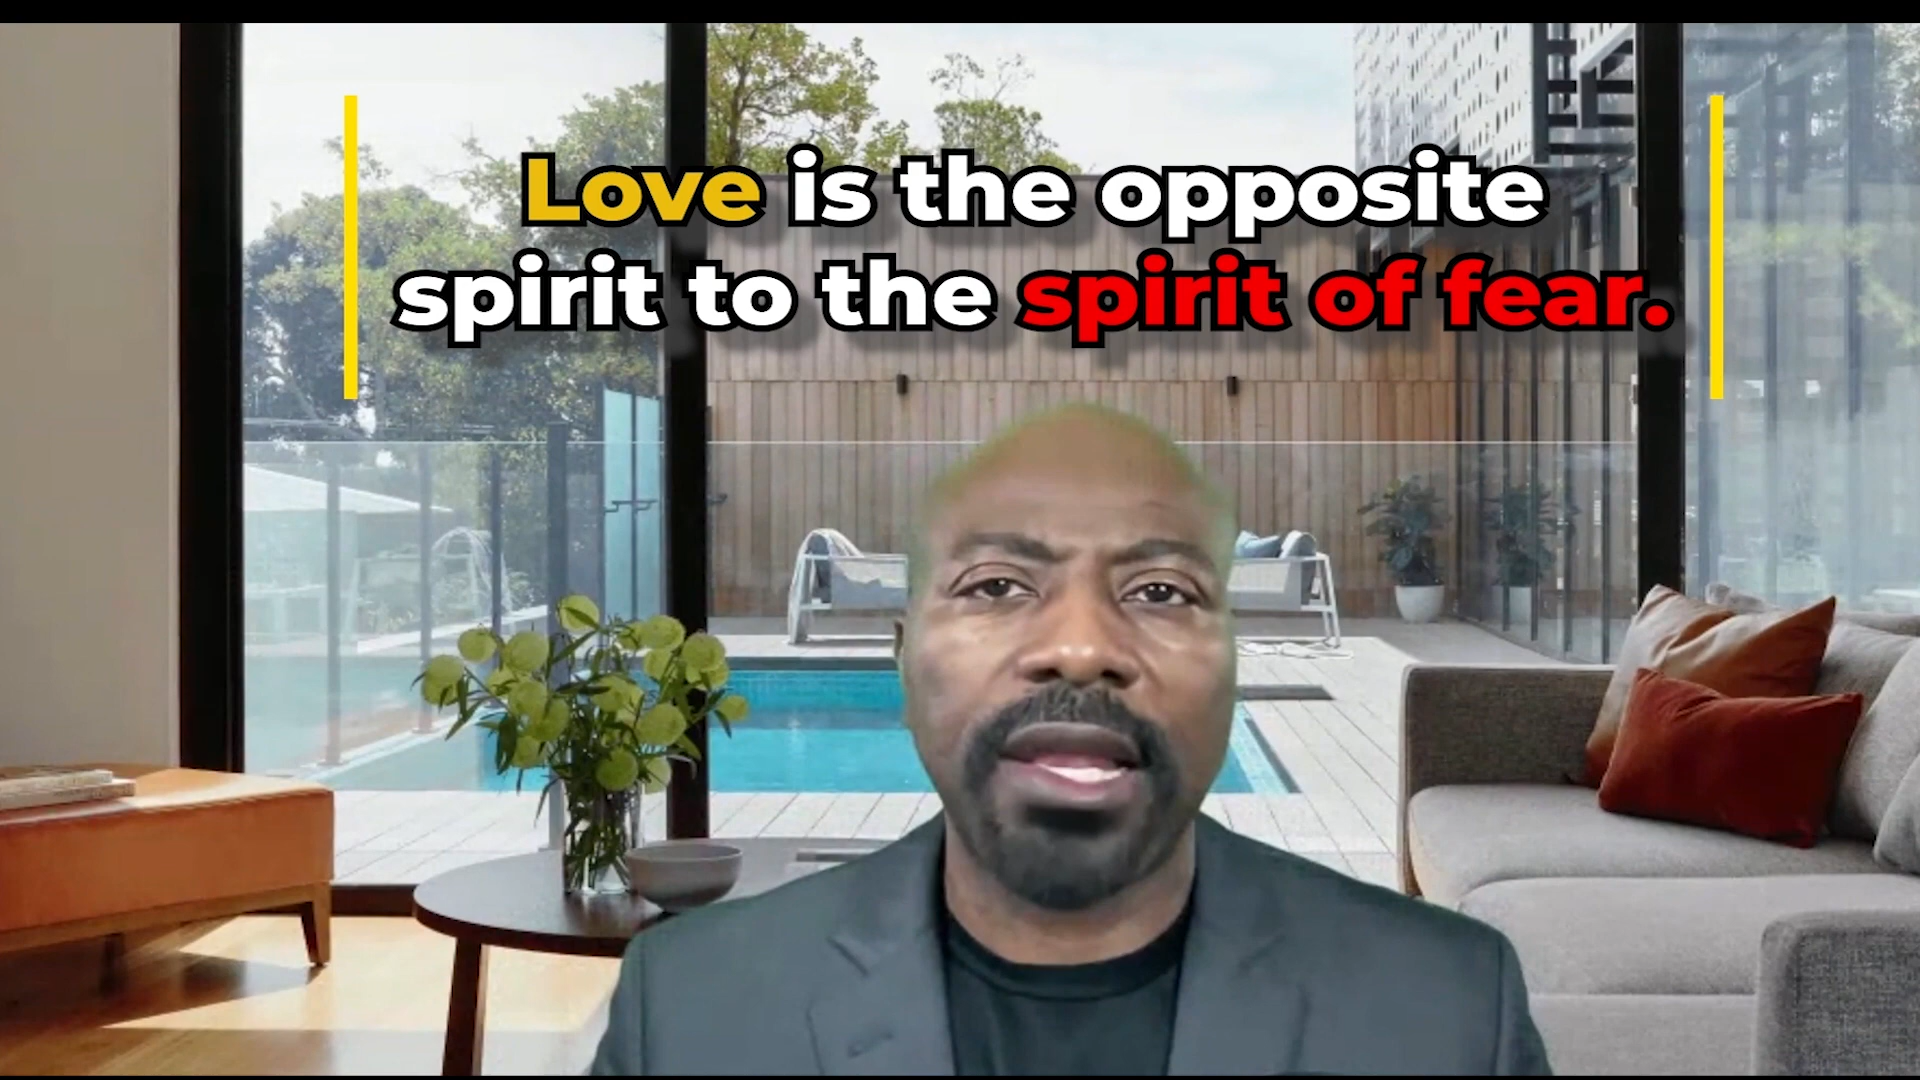 Love is the opposite
spirit to the spirit of fear.